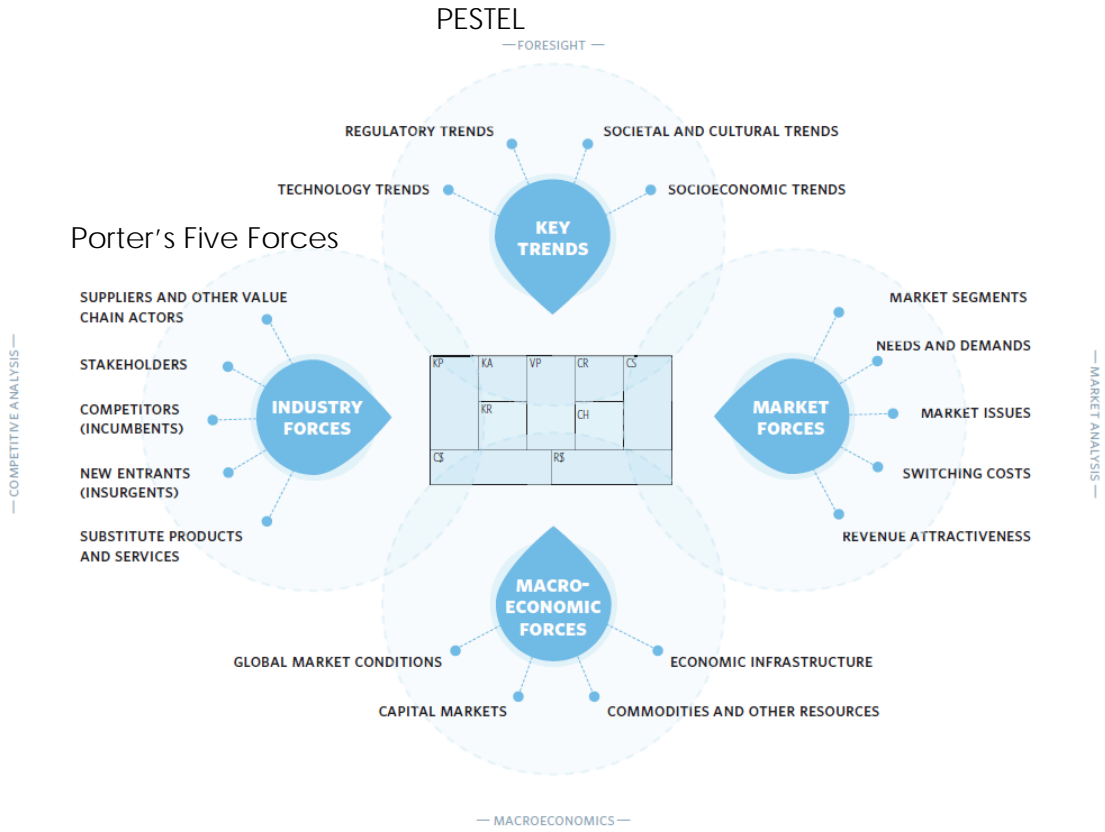 PESTEL
—FORESIGHT —
REGULATORY TRENDS
SOCIETAL AND CULTURAL TRENDS
TECHNOLOGY TRENDS
SOCIOECONOMIC TRENDS
KEY
TRENDS
Porter's Five Forces
SUPPLIERS AND OTHER VALUE
CHAIN ACTORS
STAKEHOLDERS
COMPETITORS
(INCUMBENTS)
NEW ENTRANTS
(INSURGENTS)
SUBSTITUTE PRODUCTS
AND SERVICES
INDUSTRY
FORCES
— COMPETITIVE ANALYSIS —
KP
KA
VP
CR
CS
KR
CH
C$
R$
MARKET
FORCES
MARKET SEGMENTS
NEEDS AND DEMANDS
MARKET ISSUES
SWITCHING COSTS
REVENUE ATTRACTIVENESS
— MARKET ANALYSIS —
MACRO-
ECONOMIC
FORCES
GLOBAL MARKET CONDITIONS
ECONOMIC INFRASTRUCTURE
CAPITAL MARKETS
COMMODITIES AND OTHER RESOURCES
— MACROECONOMICS —